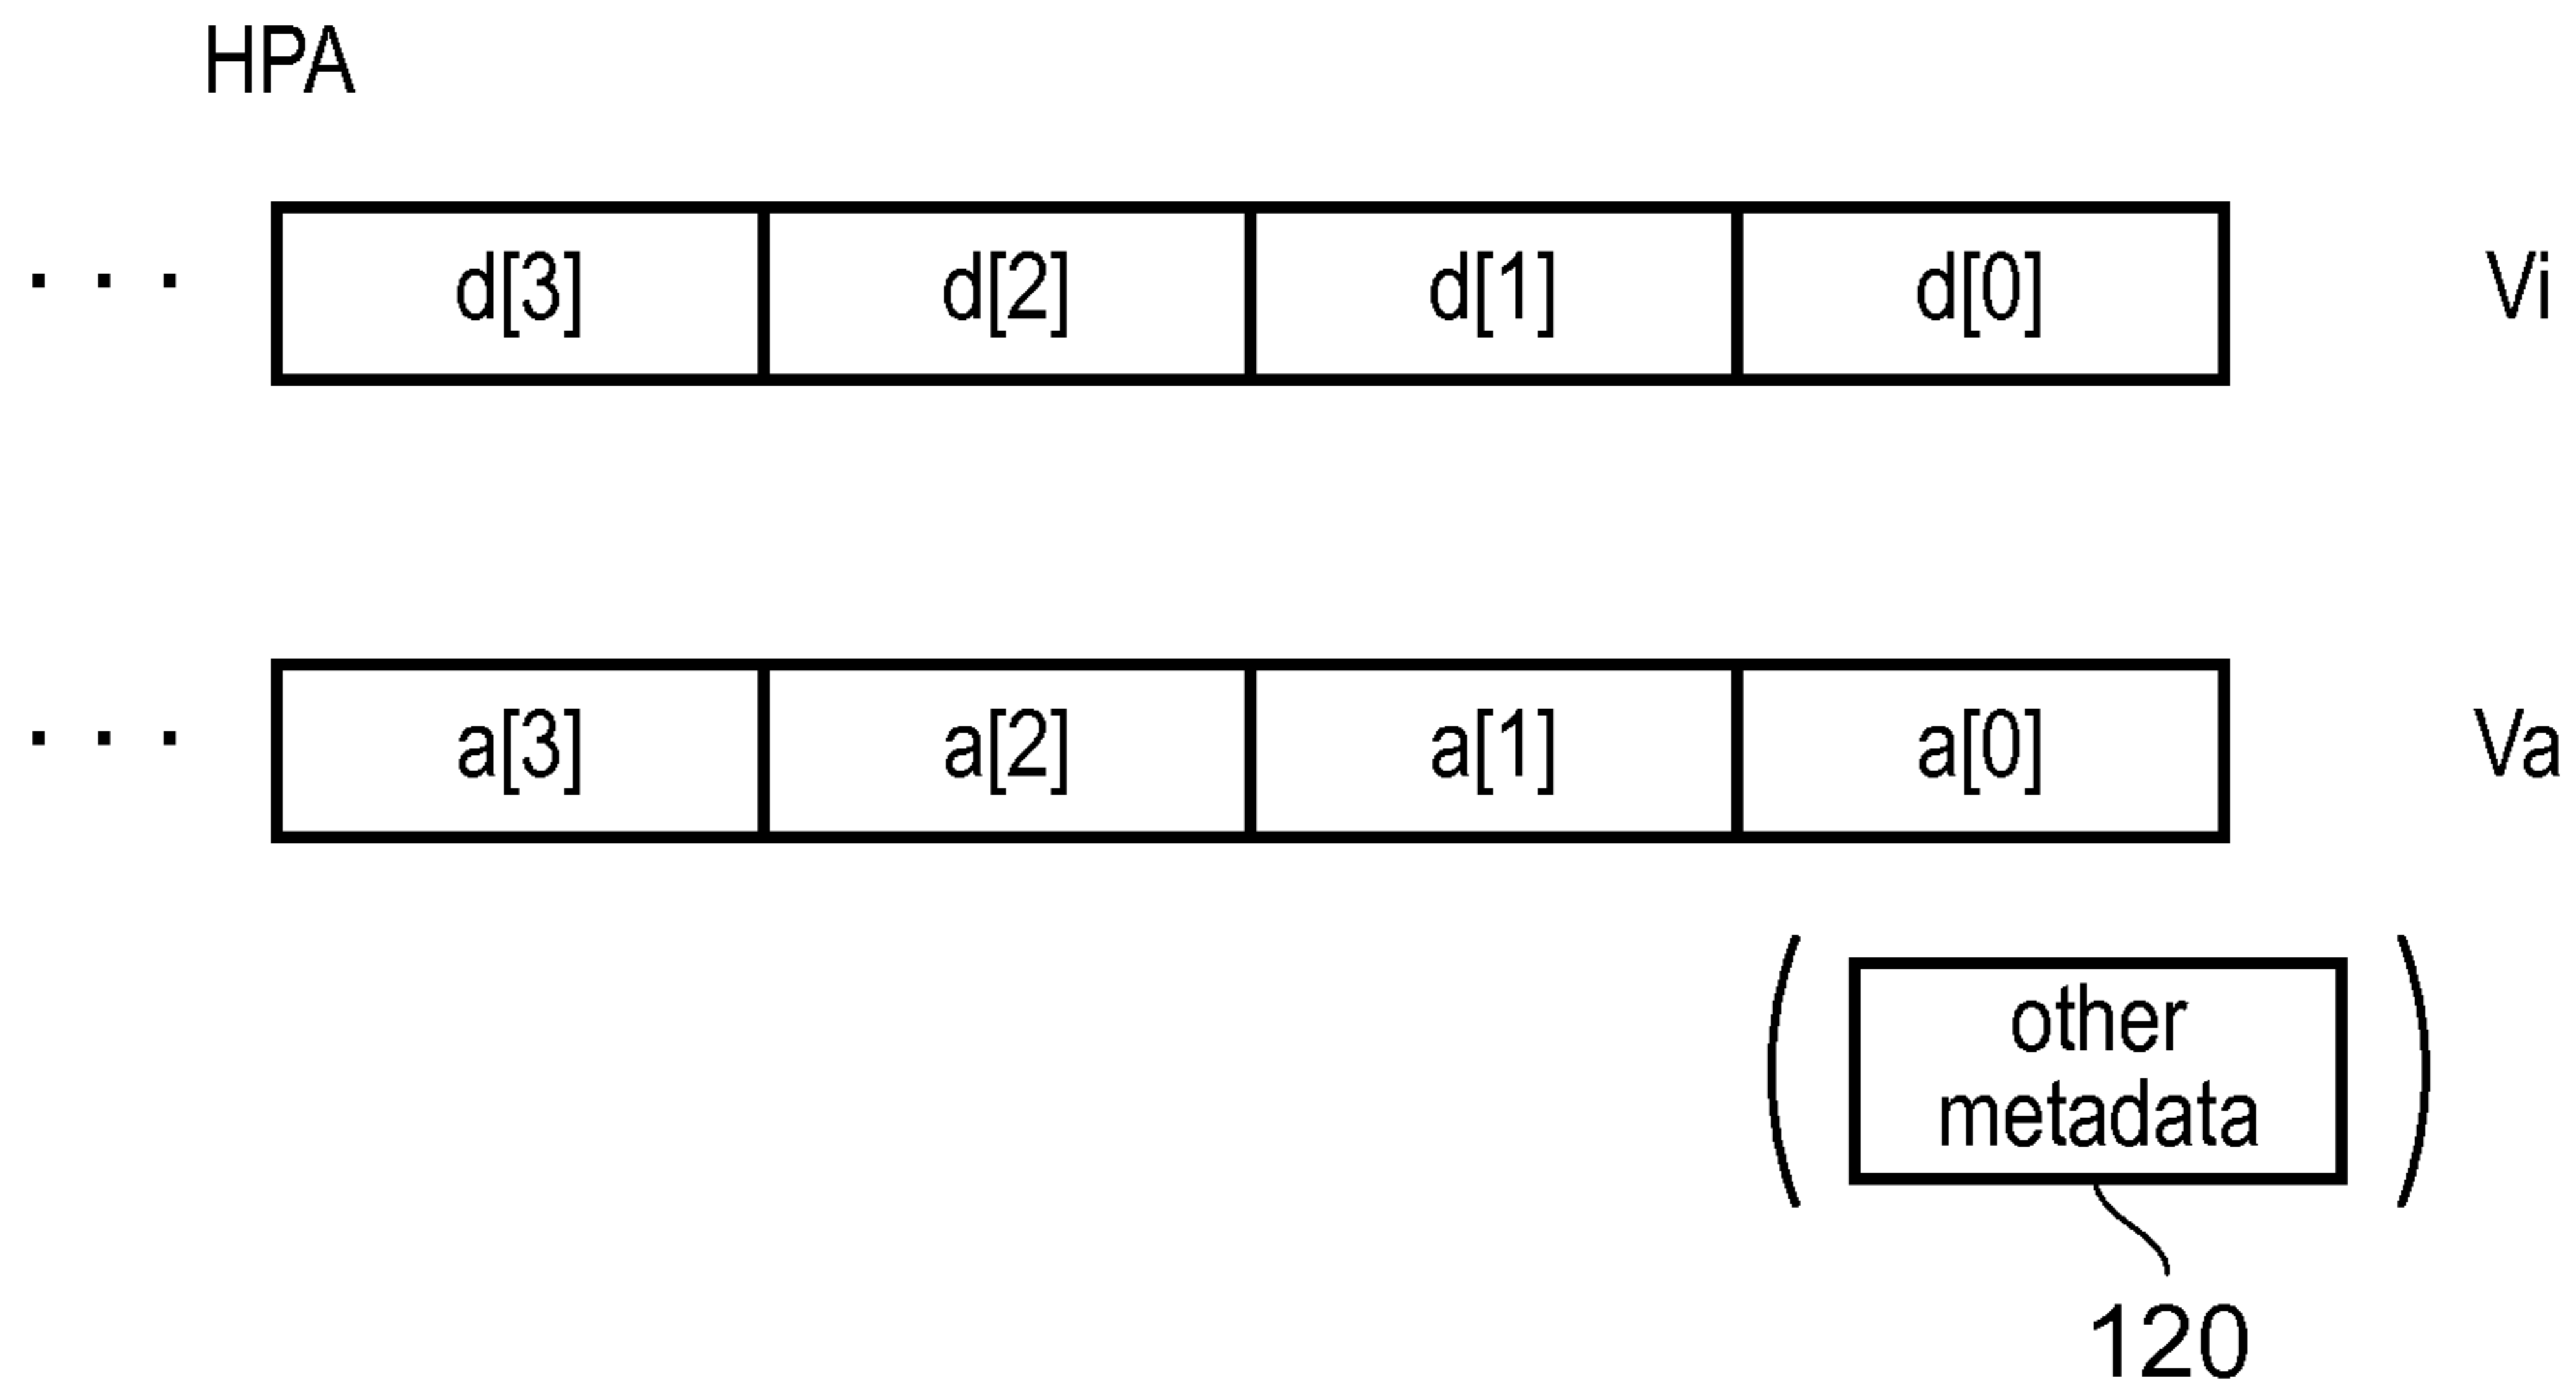 HPA
. . . d[3] d[2] d[1] d[0] Vi
. . . a[3] a[2] a[1] a[0] Va
other
metadata
120